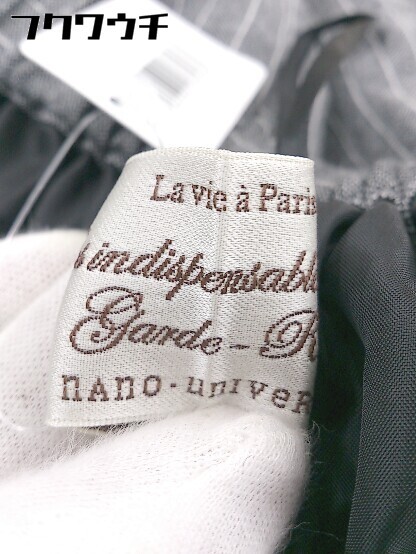 フクワウチ
La vie à Paris
indispensabl
Garde - R
nano·univer